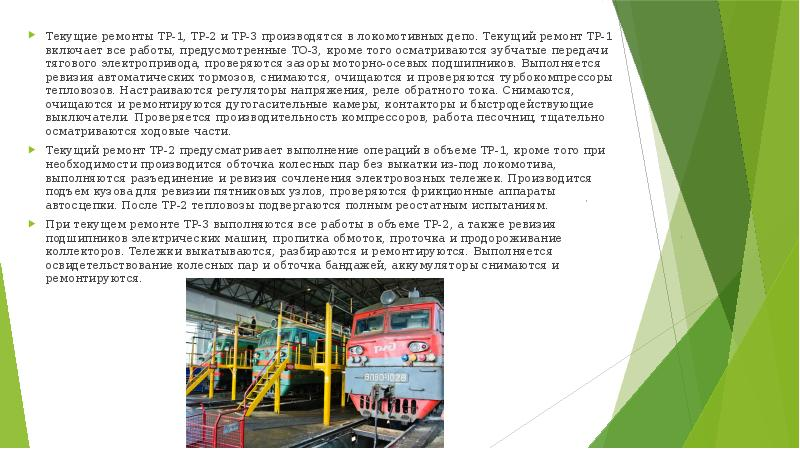 Текущие ремонты ТР-1, ТР-2 и ТР-3 производятся в локомотивных депо. Текущий ремонт ТР-1
включает все работы, предусмотренные ТО-3, кроме того осматриваются зубчатые передачи
тягового электропривода, проверяются зазоры моторно-осевых подшипников. Выполняется
ревизия автоматических тормозов, снимаются, очищаются и проверяются турбокомпрессоры
тепловозов. Настраиваются регуляторы напряжения, реле обратного тока. Снимаются,
очищаются и ремонтируются дугогасительные камеры, контакторы и быстродействующие
выключатели. Проверяется производительность компрессоров, работа песочниц, тщательно
осматриваются ходовые части.
Текущий ремонт ТР-2 предусматривает выполнение операций в объеме ТР-1, кроме того при
необходимости производится обточка колесных пар без выкатки из-под локомотива,
выполняются разъединение и ревизия сочленения электровозных тележек. Производится
подъем кузова для ревизии пятниковых узлов, проверяются фрикционные аппараты
автосцепки. После ТР-2 тепловозы подвергаются полным реостатным испытаниям.
При текущем ремонте ТР-3 выполняются все работы в объеме ТР-2, а также ревизия
подшипников электрических машин, пропитка обмоток, проточка и продороживание
коллекторов. Тележки выкатываются, разбираются и ремонтируются. Выполняется
освидетельствование колесных пар и обточка бандажей, аккумуляторы снимаются и
ремонтируются.
РЖД